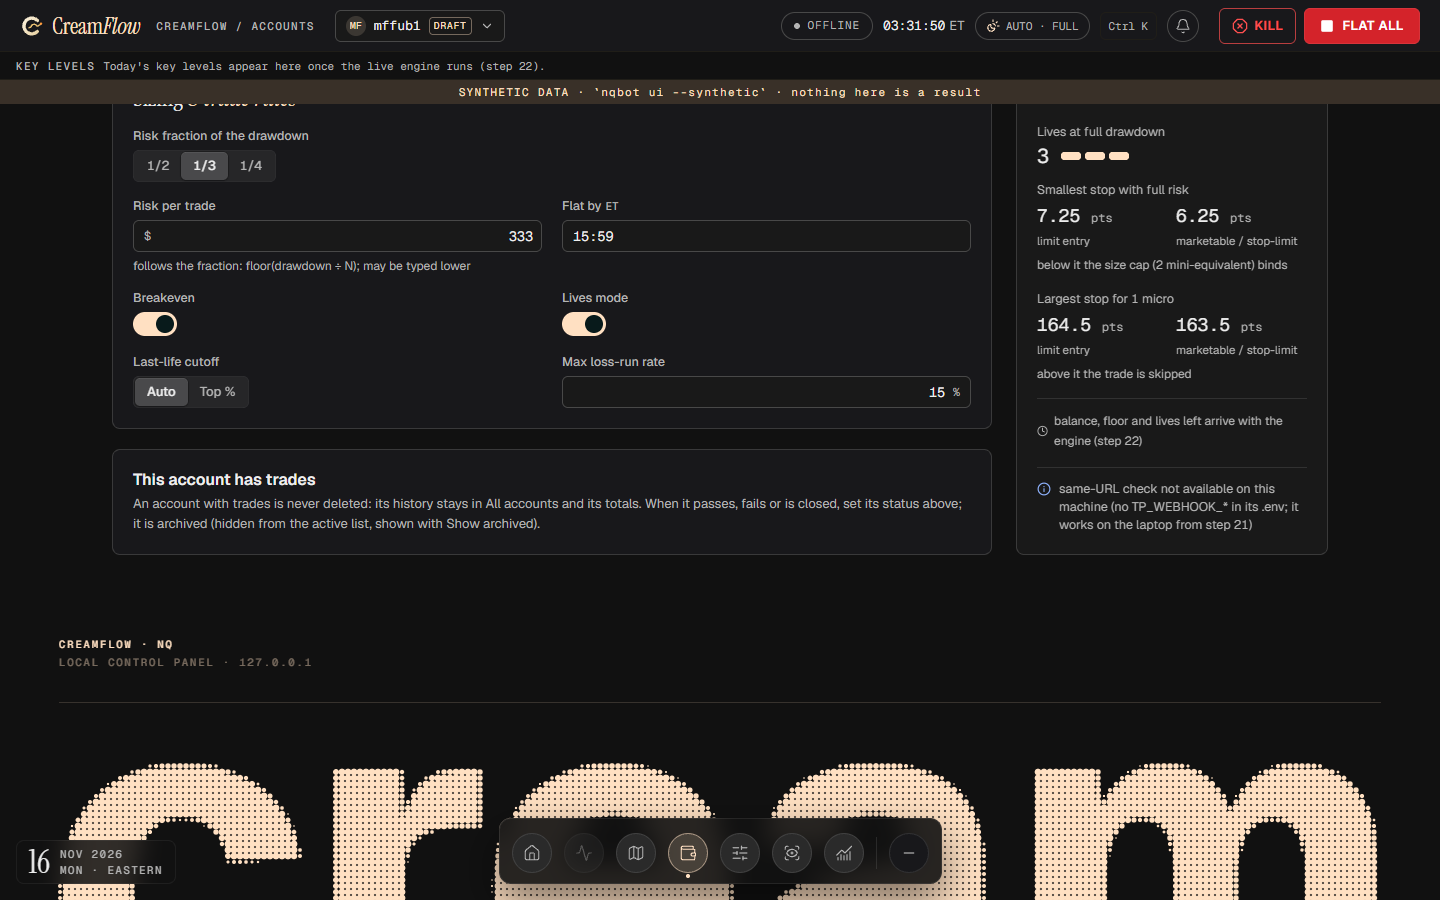 CreamFlow
CREAMFLOW / ACCOUNTS
MF mffub1 DRAFT
OFFLINE
03:31:50 ET
AUTO · FULL
Ctrl K
KILL
FLAT ALL
KEY LEVELS Today's key levels appear here once the live engine runs (step 22).
SYNTHETIC DATA · `nqbot ui --synthetic` · nothing here is a result
Risk fraction of the drawdown
1/2 1/3 1/4
Risk per trade
$ 333
follows the fraction: floor(drawdown ÷ N); may be typed lower
Flat by ET
15:59
Breakeven
Lives mode
Last-life cutoff
Auto Top %
Max loss-run rate
15 %
This account has trades
An account with trades is never deleted: its history stays in All accounts and its totals. When it passes, fails or is closed, set its status above;
it is archived (hidden from the active list, shown with Show archived).
Lives at full drawdown
3
Smallest stop with full risk
7.25 pts 6.25 pts
limit entry marketable / stop-limit
below it the size cap (2 mini-equivalent) binds
Largest stop for 1 micro
164.5 pts 163.5 pts
limit entry marketable / stop-limit
above it the trade is skipped
balance, floor and lives left arrive with the
engine (step 22)
same-URL check not available on this
machine (no TP_WEBHOOK_* in its .env; it
works on the laptop from step 21)
CREAMFLOW · NQ
LOCAL CONTROL PANEL · 127.0.0.1
cream
16 NOV 2026
MON · EASTERN